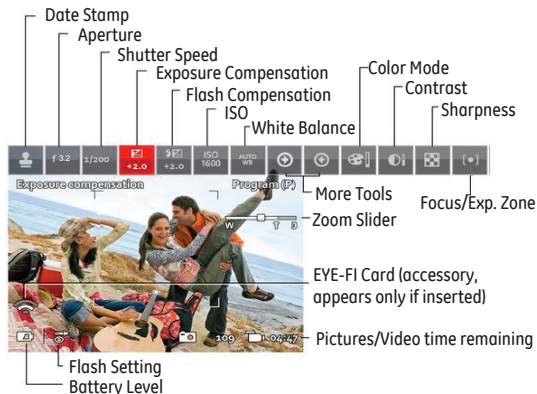 Date Stamp
Aperture
Shutter Speed
Exposure Compensation
Flash Compensation
ISO
White Balance
Color Mode
Contrast
Sharpness
f 3.2
1/200
+2.0
+2.0
ISO
1600
AUTO
WB
Exposure compensation
Program (P)
More Tools
Focus/Exp. Zone
W T D
Zoom Slider
EYE-FI Card (accessory,
appears only if inserted)
109
04:47
Pictures/Video time remaining
Flash Setting
Battery Level